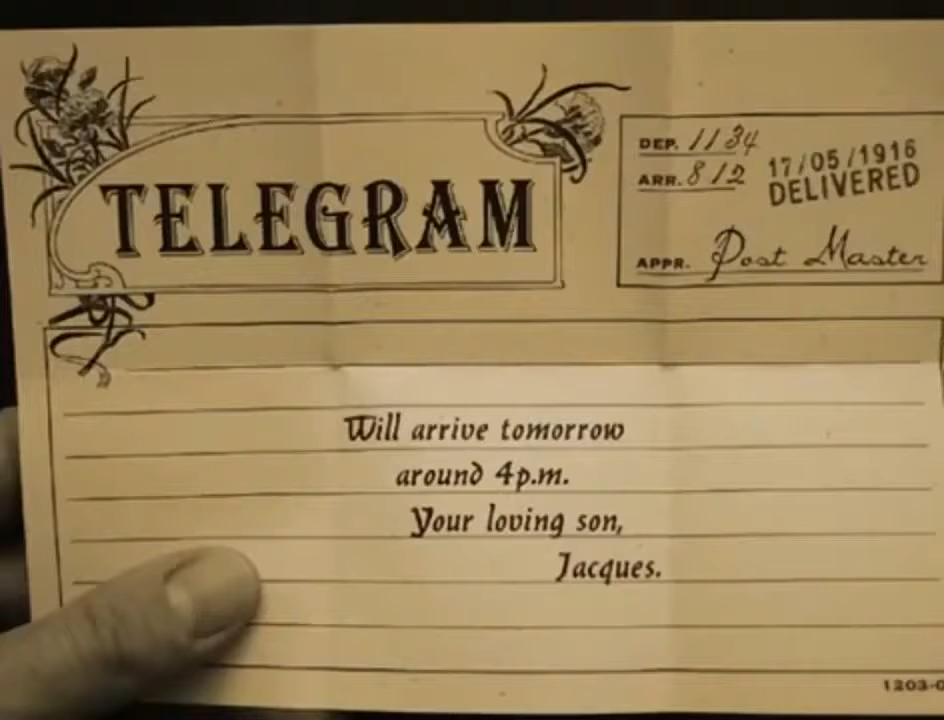 TELEGRAM
DEP. 11 34
ARR. 8 12
17/05/1916
DELIVERED
APPR. Post Master
Will arrive tomorrow
around 4p.m.
Your loving son,
Jacques.